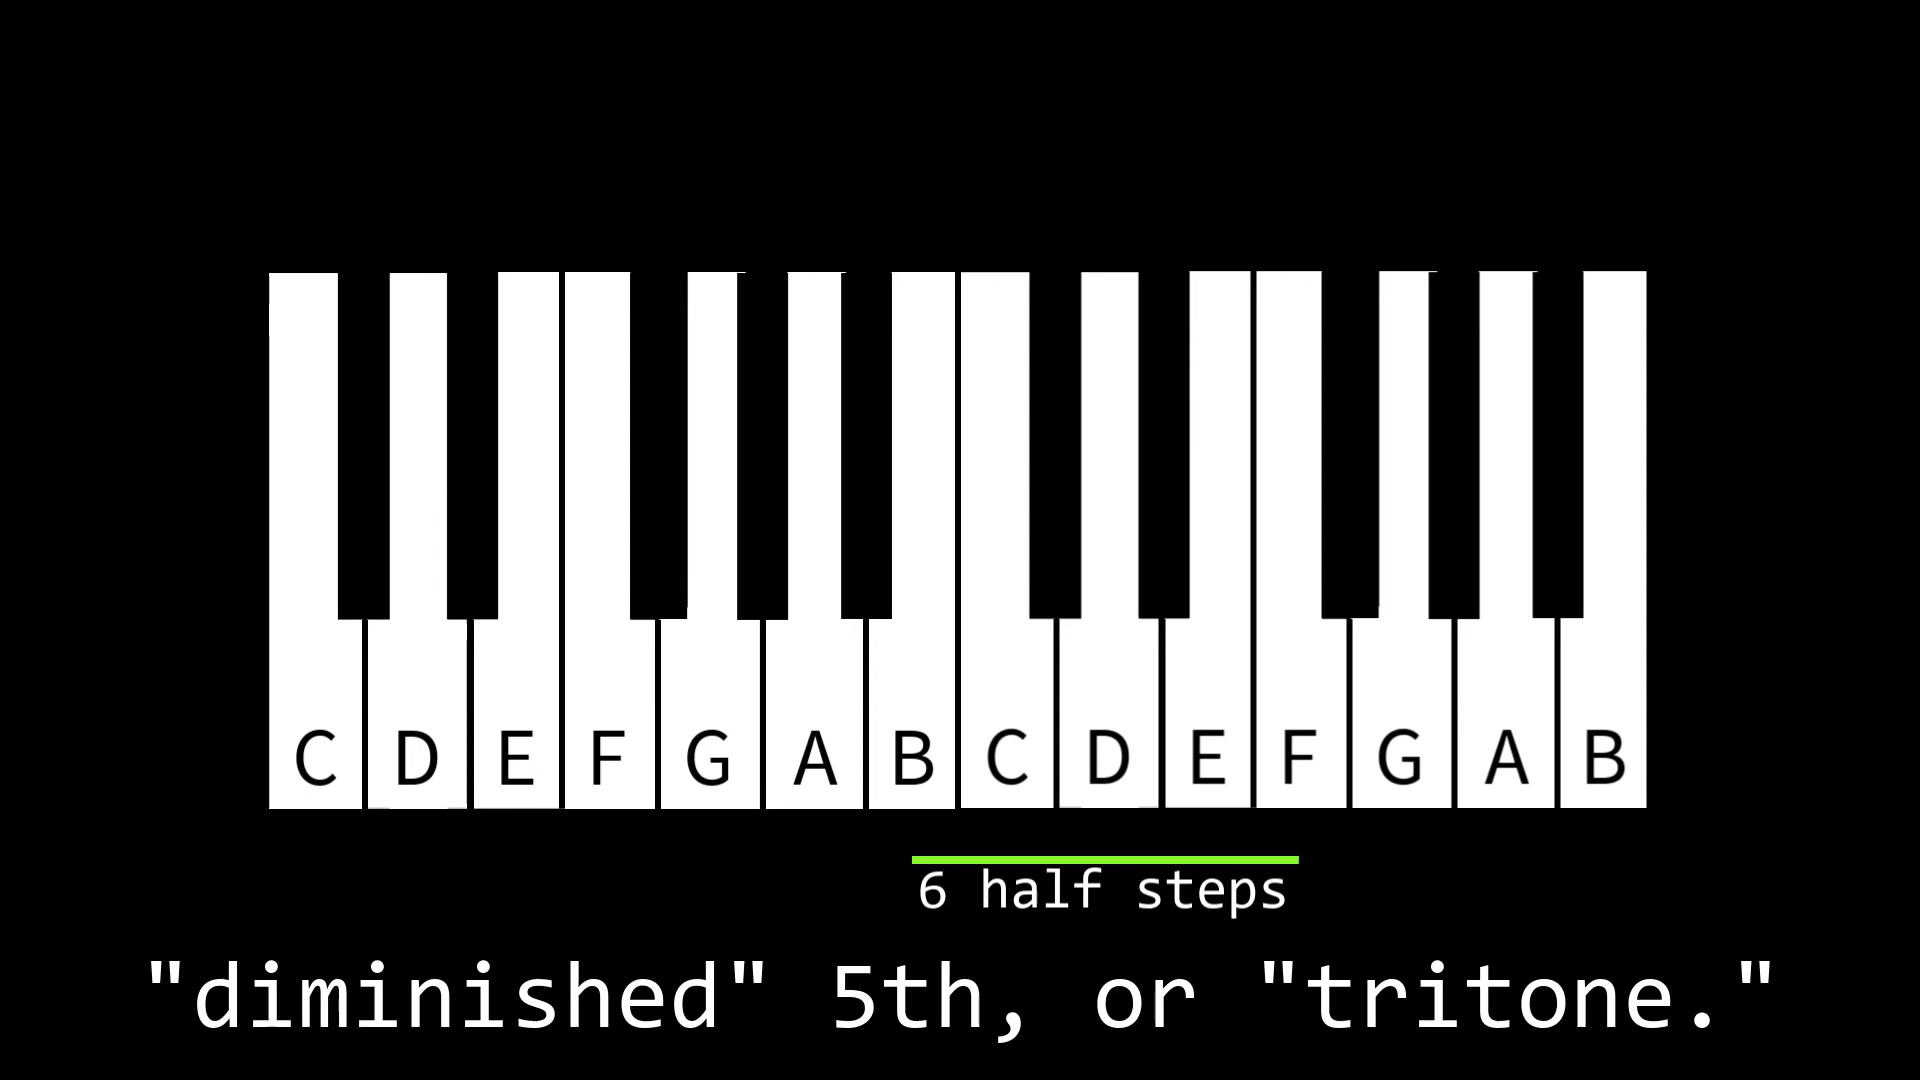 C D E F G A B C D E F G A B
6 half steps
"diminished" 5th, or "tritone."